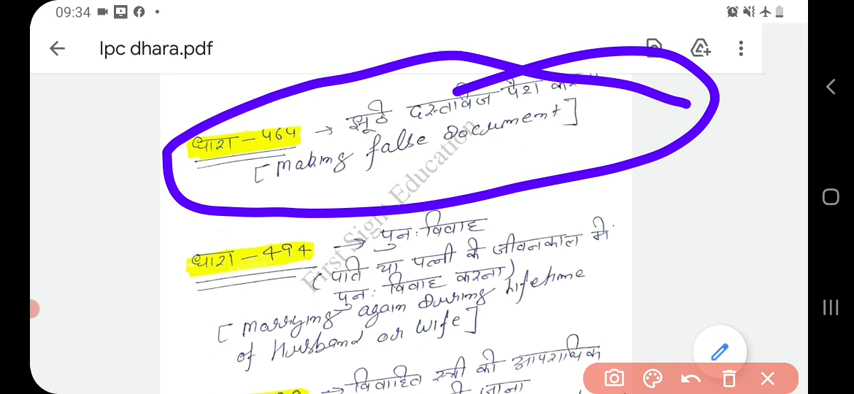 09:34
Ipc dhara.pdf
धारा-464 → झूठे दस्तावेज पेश
[Making false Document]
First Sight Education
धारा-494 → पुन: विवाह
(पति या पत्नी के जीवनकाल में
पुन: विवाह करना)
[Marrying again During Lifetime
of Husband or wife]
→ विवाहित स्त्री को आपराधिक
जाना